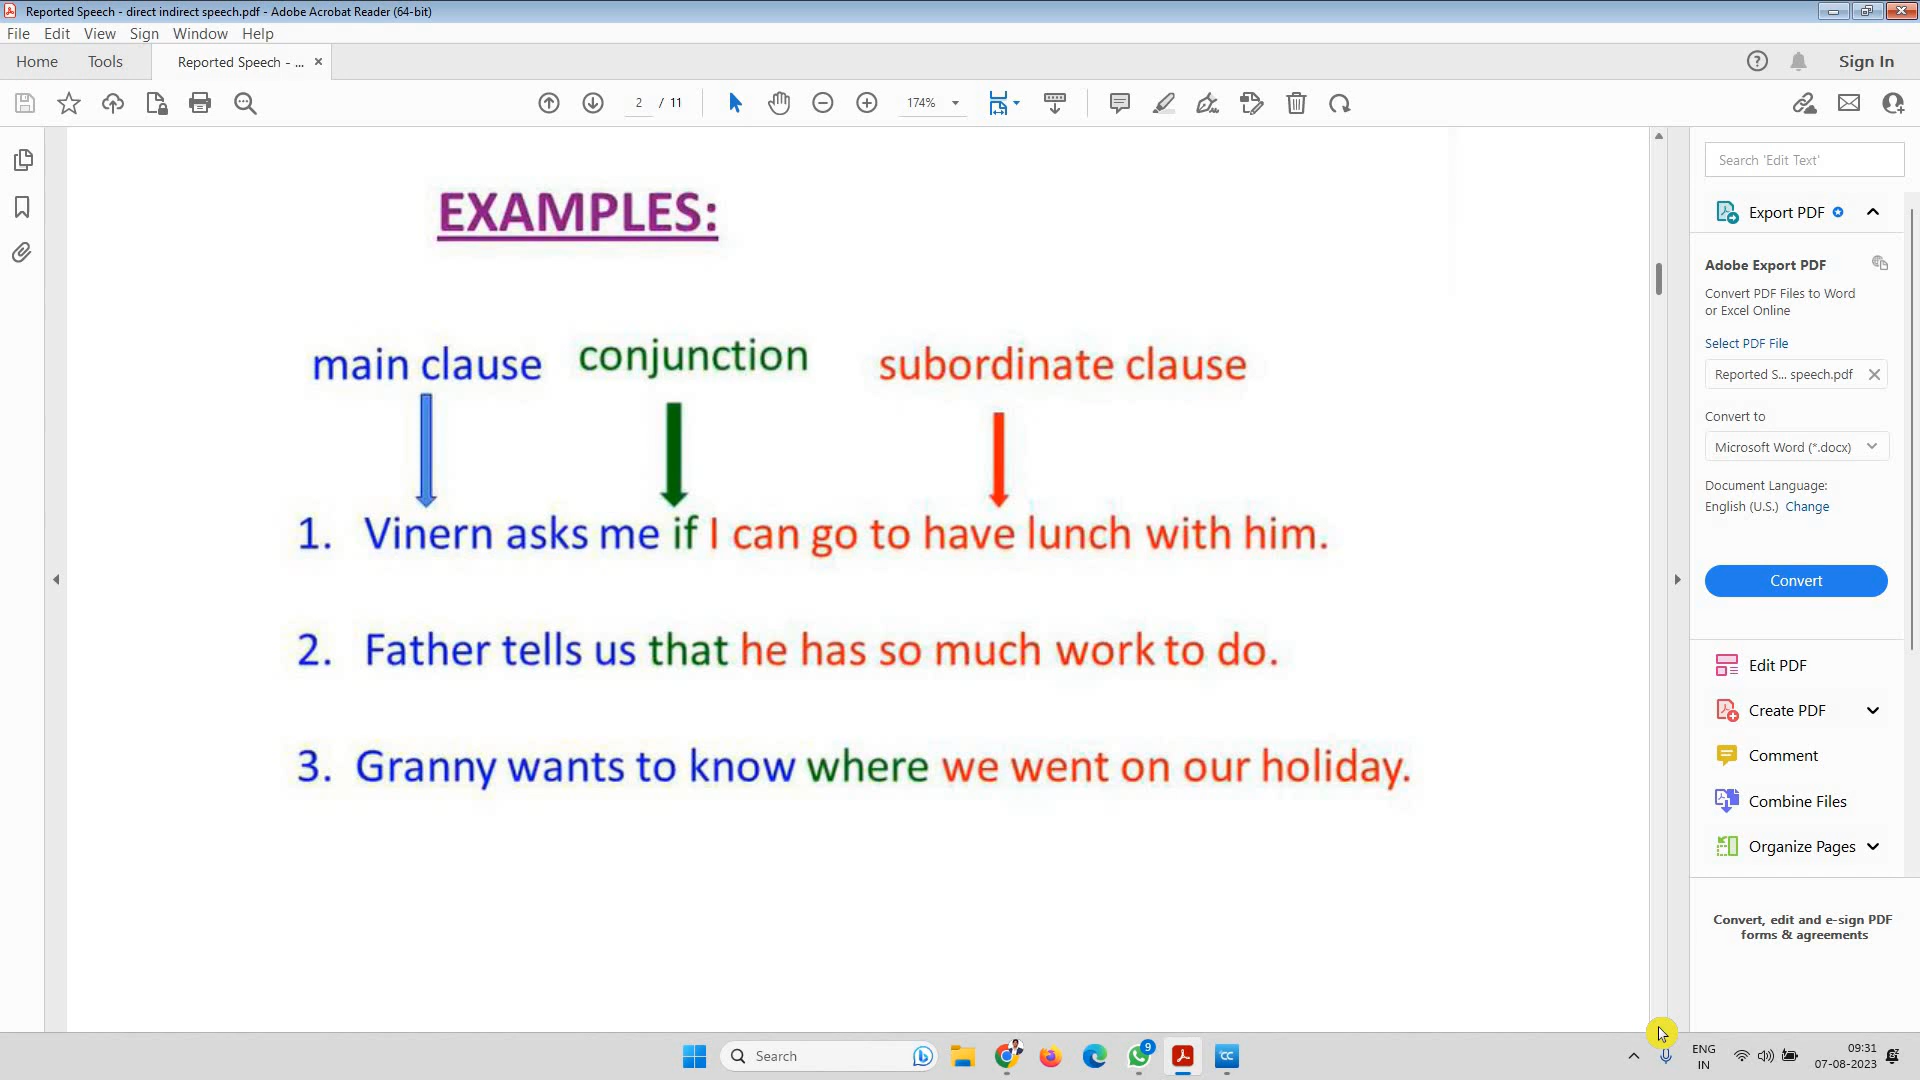 Reported Speech - direct indirect speech.pdf - Adobe Acrobat Reader (64-bit)
File Edit View Sign Window Help
Home Tools Reported Speech - ... × Sign In
2 / 11 174%
Search 'Edit Text'
EXAMPLES:
Export PDF
Adobe Export PDF
Convert PDF Files to Word
or Excel Online
Select PDF File
main clause conjunction subordinate clause
Reported S... speech.pdf
Convert to
Microsoft Word (*.docx)
Document Language:
English (U.S.) Change
1. Vinern asks me if I can go to have lunch with him.
Convert
2. Father tells us that he has so much work to do.
Edit PDF
Create PDF
3. Granny wants to know where we went on our holiday.
Comment
Combine Files
Organize Pages
Convert, edit and e-sign PDF
forms & agreements
Search
9
CC
ENG
IN
09:31
07-08-2023